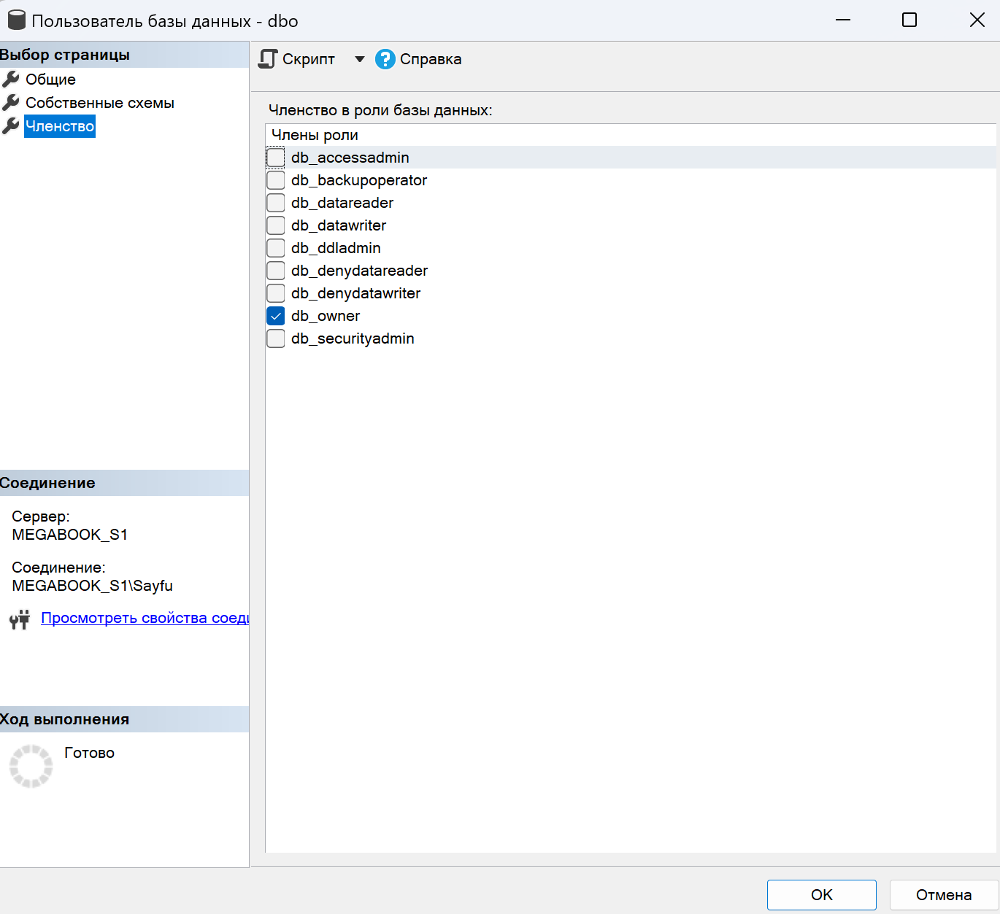 Пользователь базы данных - dbo
Выбор страницы
Общие
Собственные схемы
Членство
Скрипт
Справка
Членство в роли базы данных:
Члены роли
db_accessadmin
db_backupoperator
db_datareader
db_datawriter
db_ddladmin
db_denydatareader
db_denydatawriter
db_owner
db_securityadmin
Соединение
Сервер:
MEGABOOK_S1
Соединение:
MEGABOOK_S1\Sayfu
Просмотреть свойства соеди
Ход выполнения
Готово
OK
Отмена